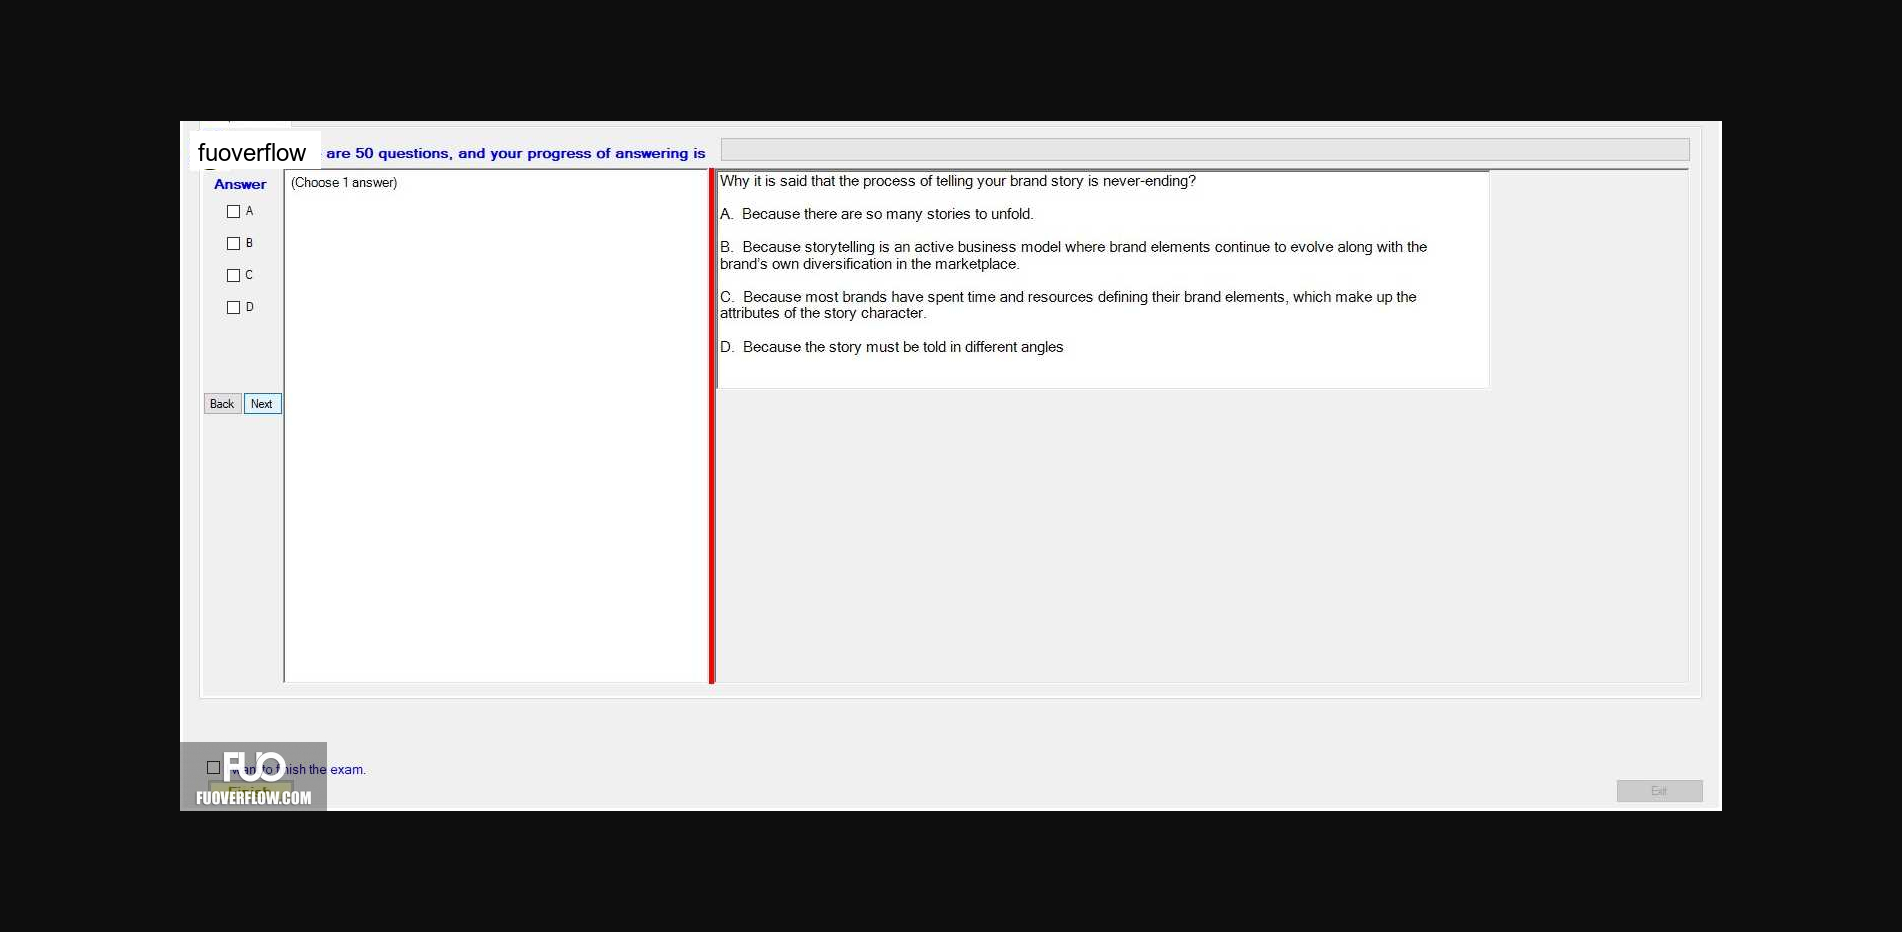 fuoverflow are 50 questions, and your progress of answering is
Answer
(Choose 1 answer)
A
B
C
D
Back Next
Why it is said that the process of telling your brand story is never-ending?
A. Because there are so many stories to unfold.
B. Because storytelling is an active business model where brand elements continue to evolve along with the
brand's own diversification in the marketplace.
C. Because most brands have spent time and resources defining their brand elements, which make up the
attributes of the story character.
D. Because the story must be told in different angles
want to finish the exam.
Finish
FUO
FUOVERFLOW.COM
Exit